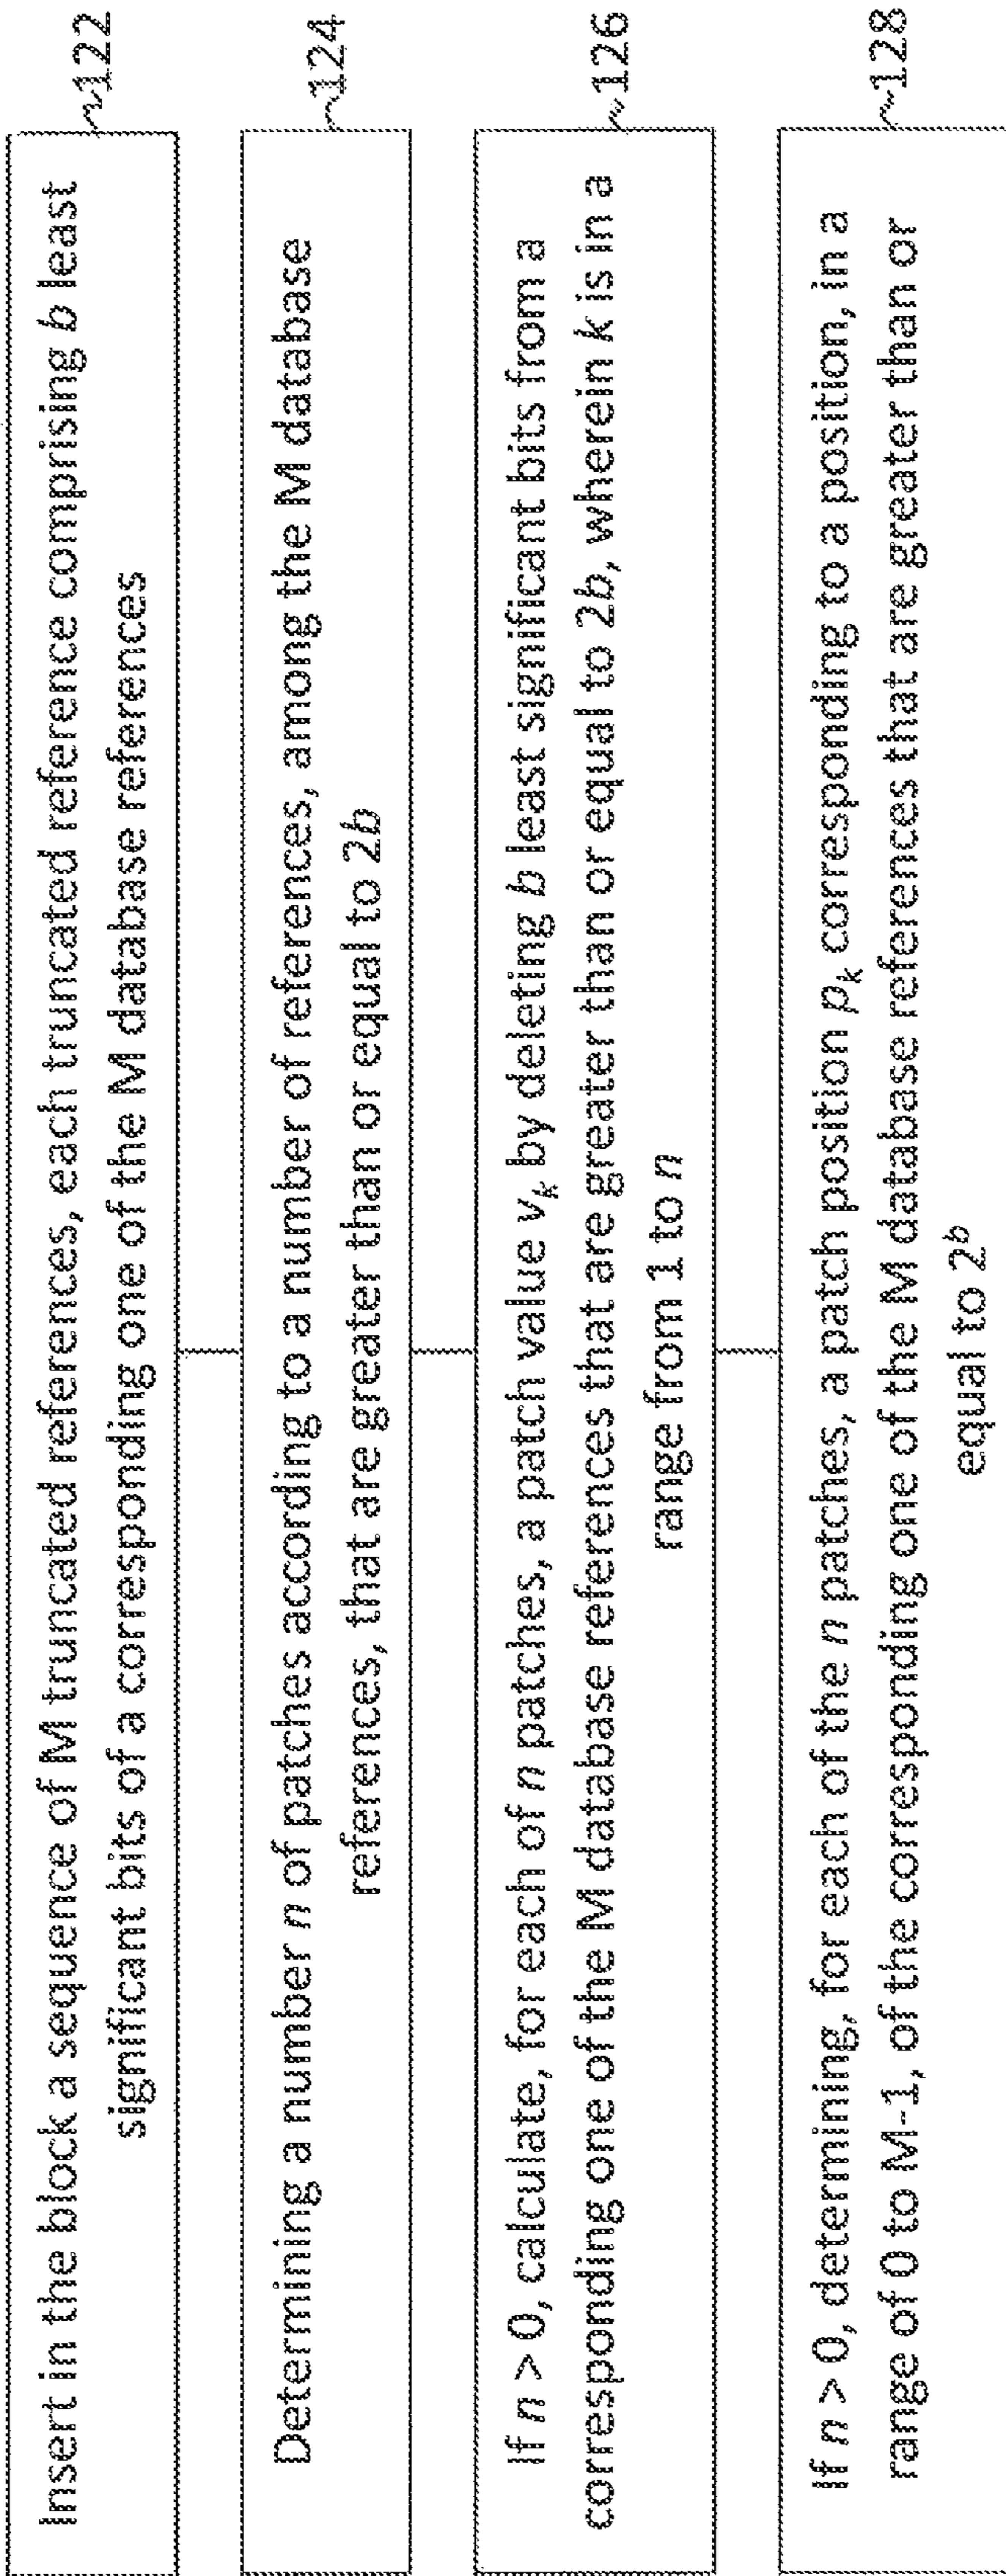 Insert in the block a sequence of M truncated references, each truncated reference comprising b least
significant bits of a corresponding one of the M database references
~122
Determining a number n of patches according to a number of references, among the M database
references, that are greater than or equal to 2b
~124
If n > 0, calculate, for each of n patches, a patch value vₖ by deleting b least significant bits from a
corresponding one of the M database references that are greater than or equal to 2b, wherein k is in a
range from 1 to n
~126
If n > 0, determining, for each of the n patches, a patch position pₖ corresponding to a position, in a
range of 0 to M-1, of the corresponding one of the M database references that are greater than or
equal to 2ᵇ
~128